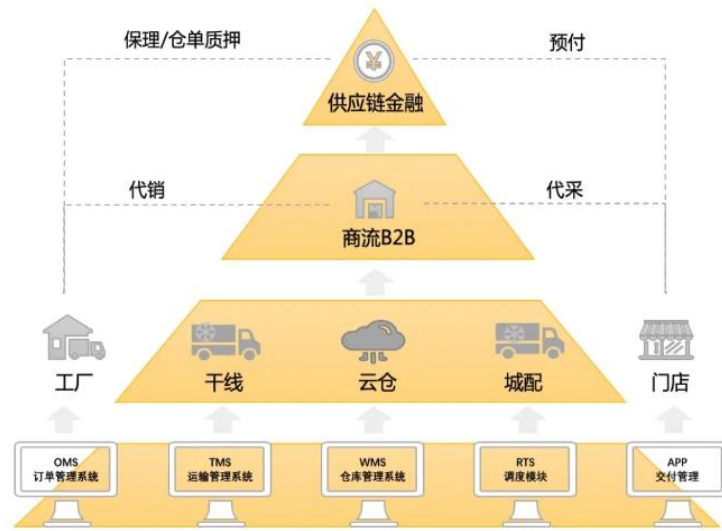 保理/仓单质押
预付
¥
供应链金融
代销
代采
商流B2B
工厂
干线
云仓
城配
门店
OMS
订单管理系统
TMS
运输管理系统
WMS
仓库管理系统
RTS
调度模块
APP
交付管理